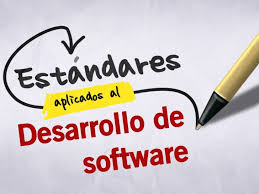 Estándares
aplicados al
Desarrollo de
software